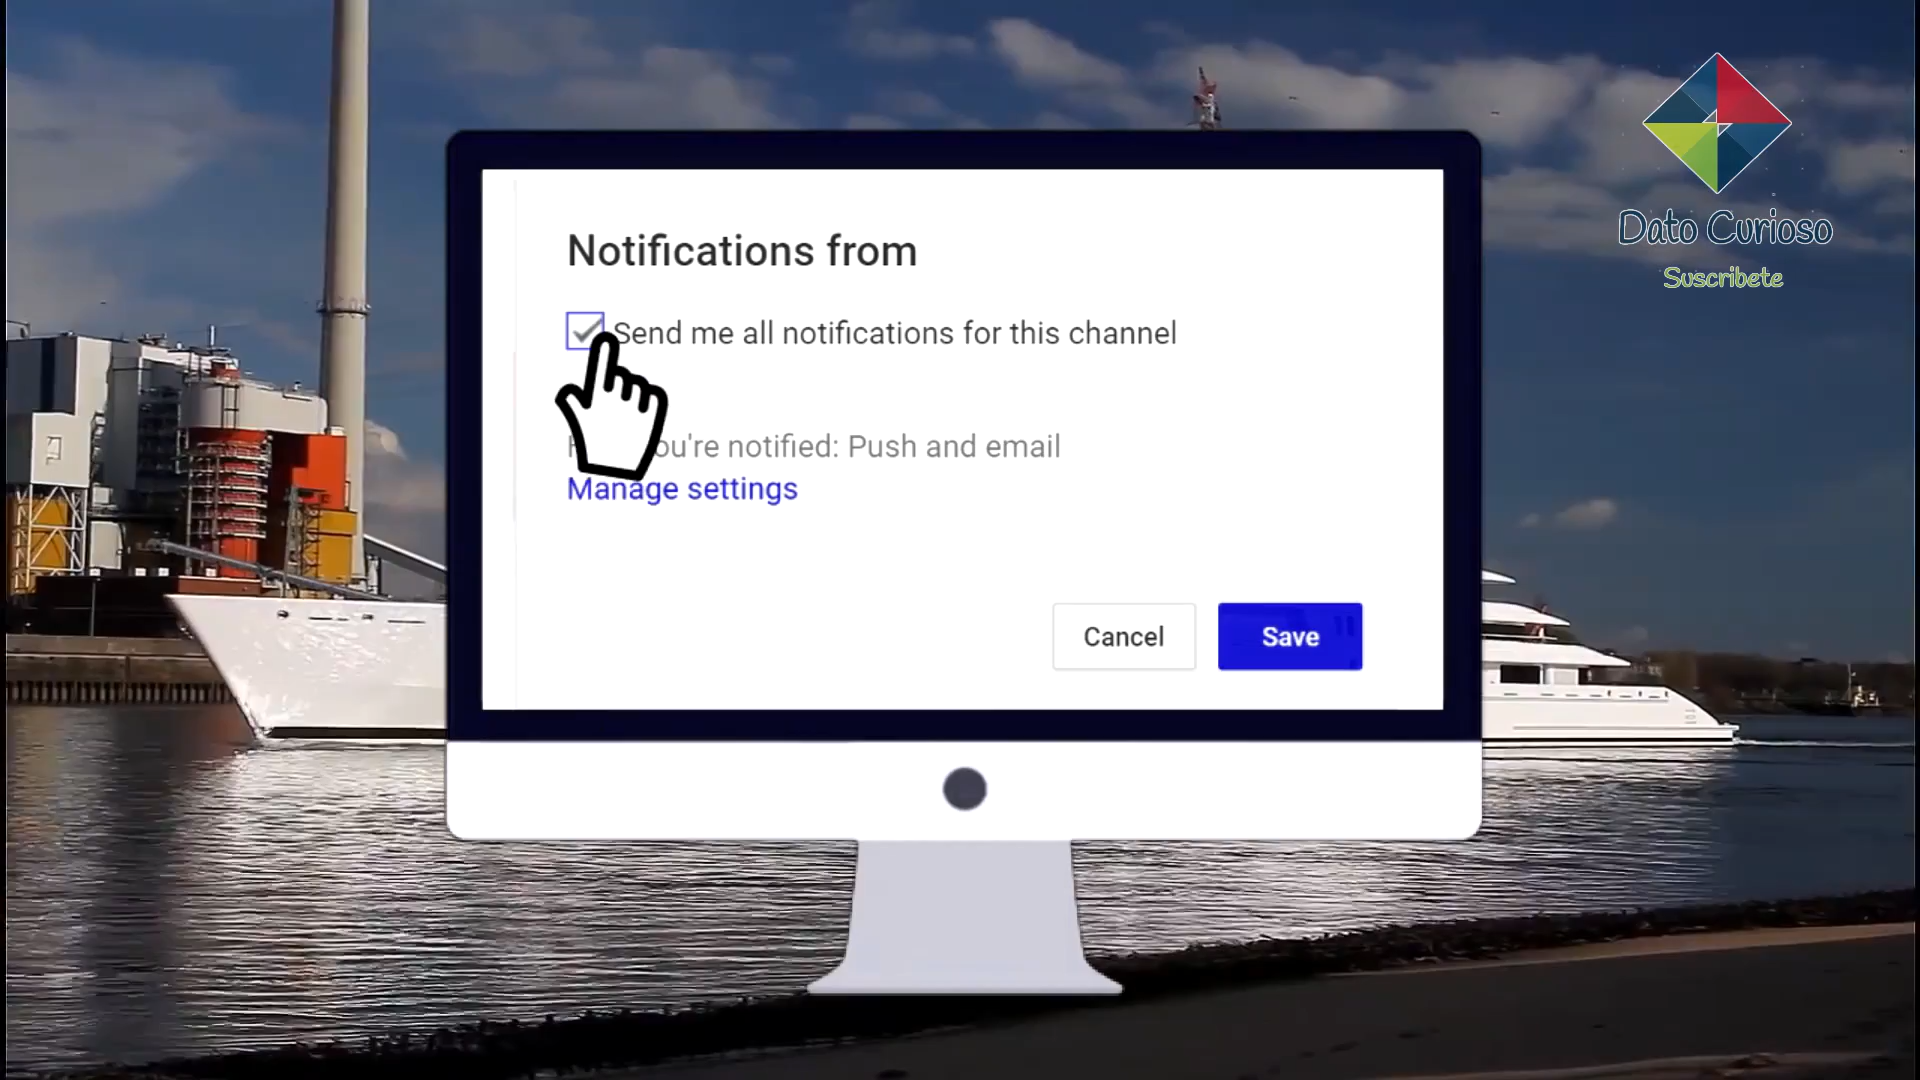 Dato Curioso
Suscribete
Notifications from
Send me all notifications for this channel
you're notified: Push and email
Manage settings
Cancel
Save